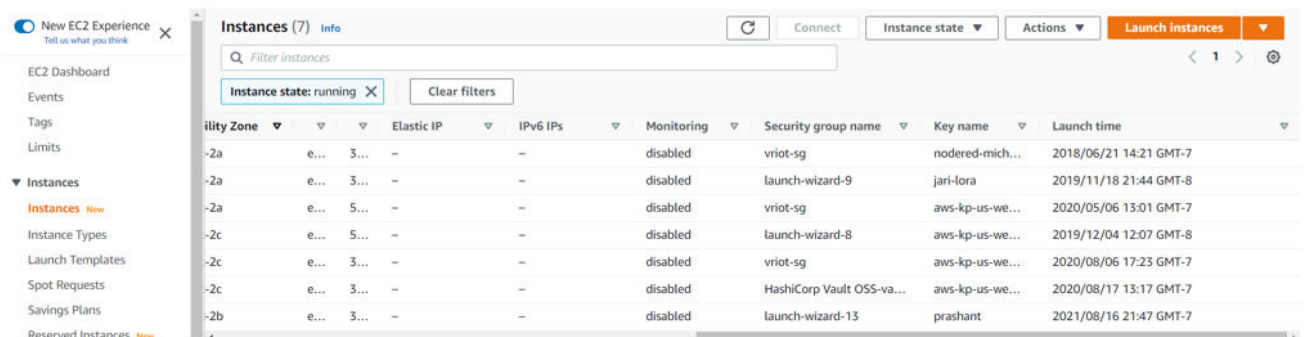 New EC2 Experience
Tell us what you think
EC2 Dashboard
Events
Tags
Limits
Instances
Instances New
Instance Types
Launch Templates
Spot Requests
Savings Plans
Reserved Instances New
Instances (7) Info
Connect Instance state Actions Launch instances
Filter instances
1
Instance state: running Clear filters
ility Zone Elastic IP IPv6 IPs Monitoring Security group name Key name Launch time
-2a e... 3... – – disabled vriot-sg nodered-mich... 2018/06/21 14:21 GMT-7
-2a e... 3... – – disabled launch-wizard-9 jari-lora 2019/11/18 21:44 GMT-8
-2a e... 5... – – disabled vriot-sg aws-kp-us-we... 2020/05/06 13:01 GMT-7
-2c e... 5... – – disabled launch-wizard-8 aws-kp-us-we... 2019/12/04 12:07 GMT-8
-2c e... 3... – – disabled vriot-sg aws-kp-us-we... 2020/08/06 17:23 GMT-7
-2c e... 3... – – disabled HashiCorp Vault OSS-va... aws-kp-us-we... 2020/08/17 13:17 GMT-7
-2b e... 3... – – disabled launch-wizard-13 prashant 2021/08/16 21:47 GMT-7